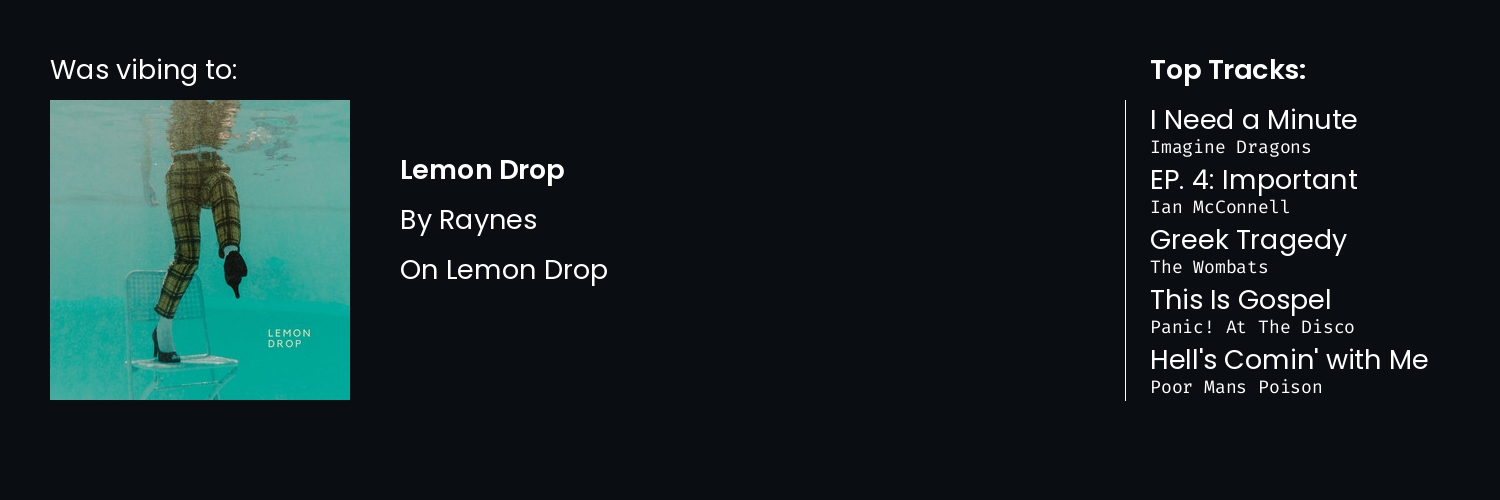 Was vibing to:
LEMON
DROP
Lemon Drop
By Raynes
On Lemon Drop
Top Tracks:
I Need a Minute
Imagine Dragons
EP. 4: Important
Ian McConnell
Greek Tragedy
The Wombats
This Is Gospel
Panic! At The Disco
Hell's Comin' with Me
Poor Mans Poison